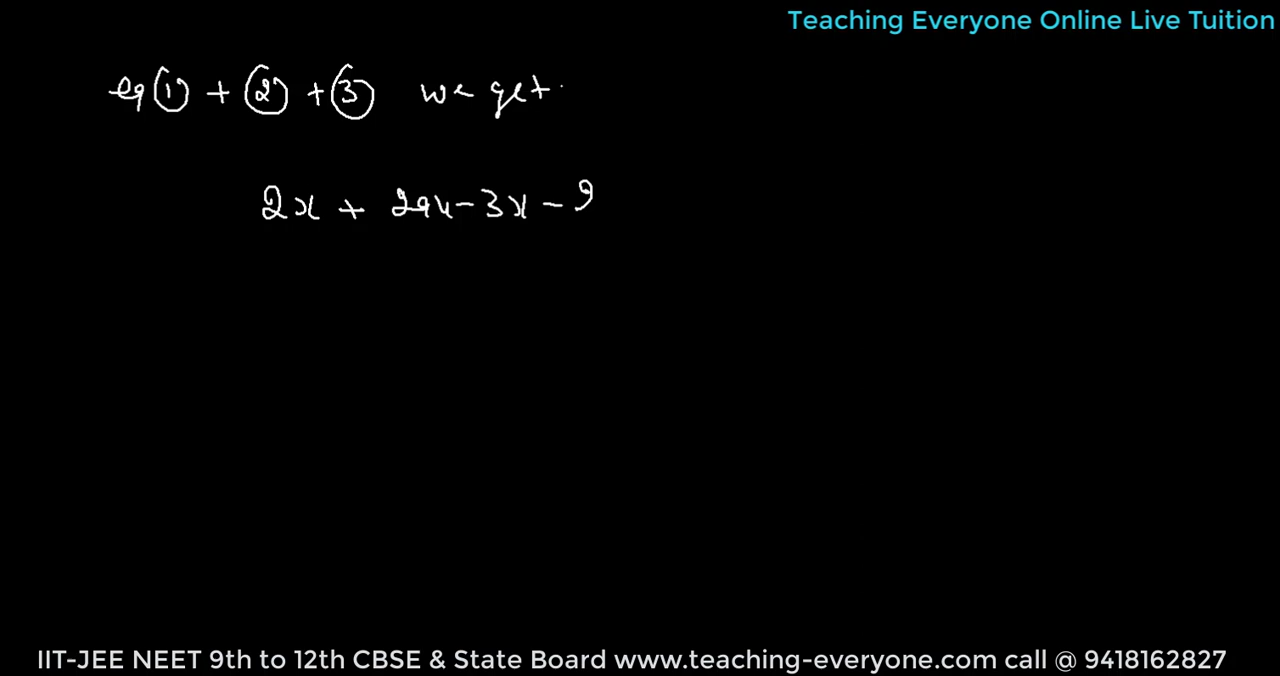 Teaching Everyone Online Live Tuition
eq ① + ② + ③ we get
2x + 29x - 3x - 9
IIT-JEE NEET 9th to 12th CBSE & State Board www.teaching-everyone.com call @ 9418162827